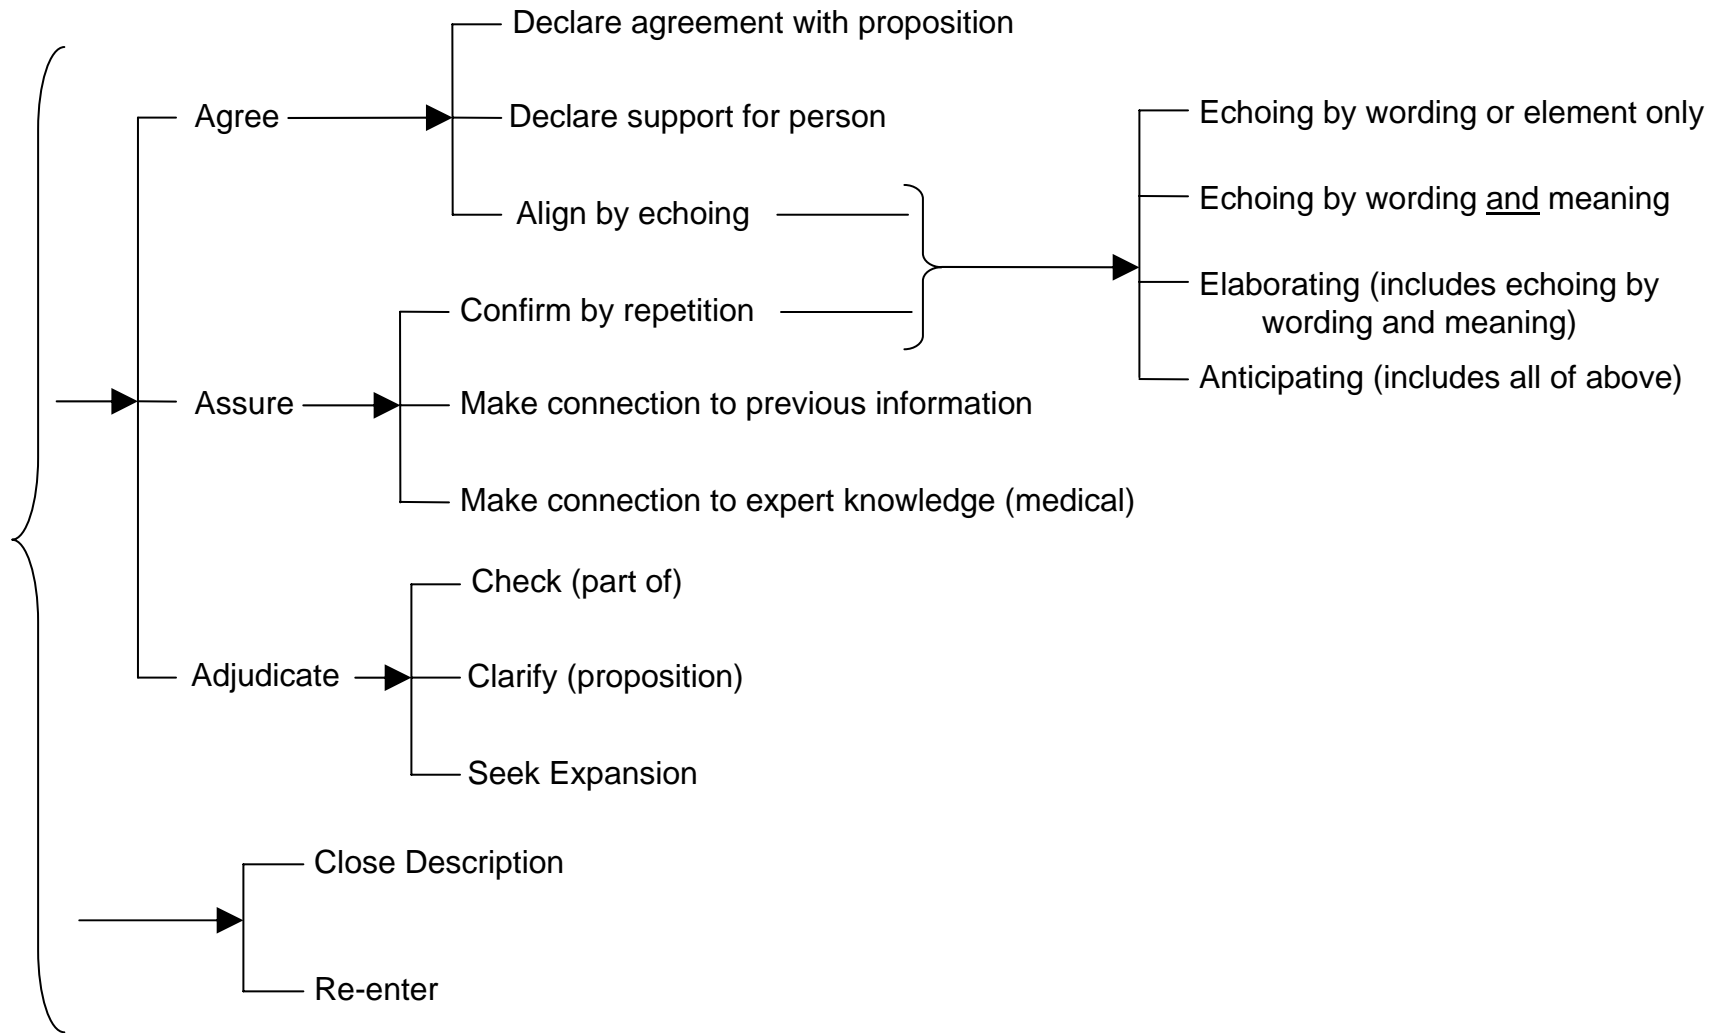 Declare agreement with proposition
Agree
Declare support for person
Align by echoing
Echoing by wording or element only
Echoing by wording and meaning
Elaborating (includes echoing by
wording and meaning)
Anticipating (includes all of above)
Confirm by repetition
Assure
Make connection to previous information
Make connection to expert knowledge (medical)
Check (part of)
Adjudicate
Clarify (proposition)
Seek Expansion
Close Description
Re-enter